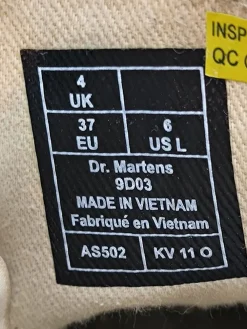 INSP
QC
4
UK
37
EU
6
US L
Dr. Martens
9D03
MADE IN VIETNAM
Fabriqué en Vietnam
AS502
KV 11 O